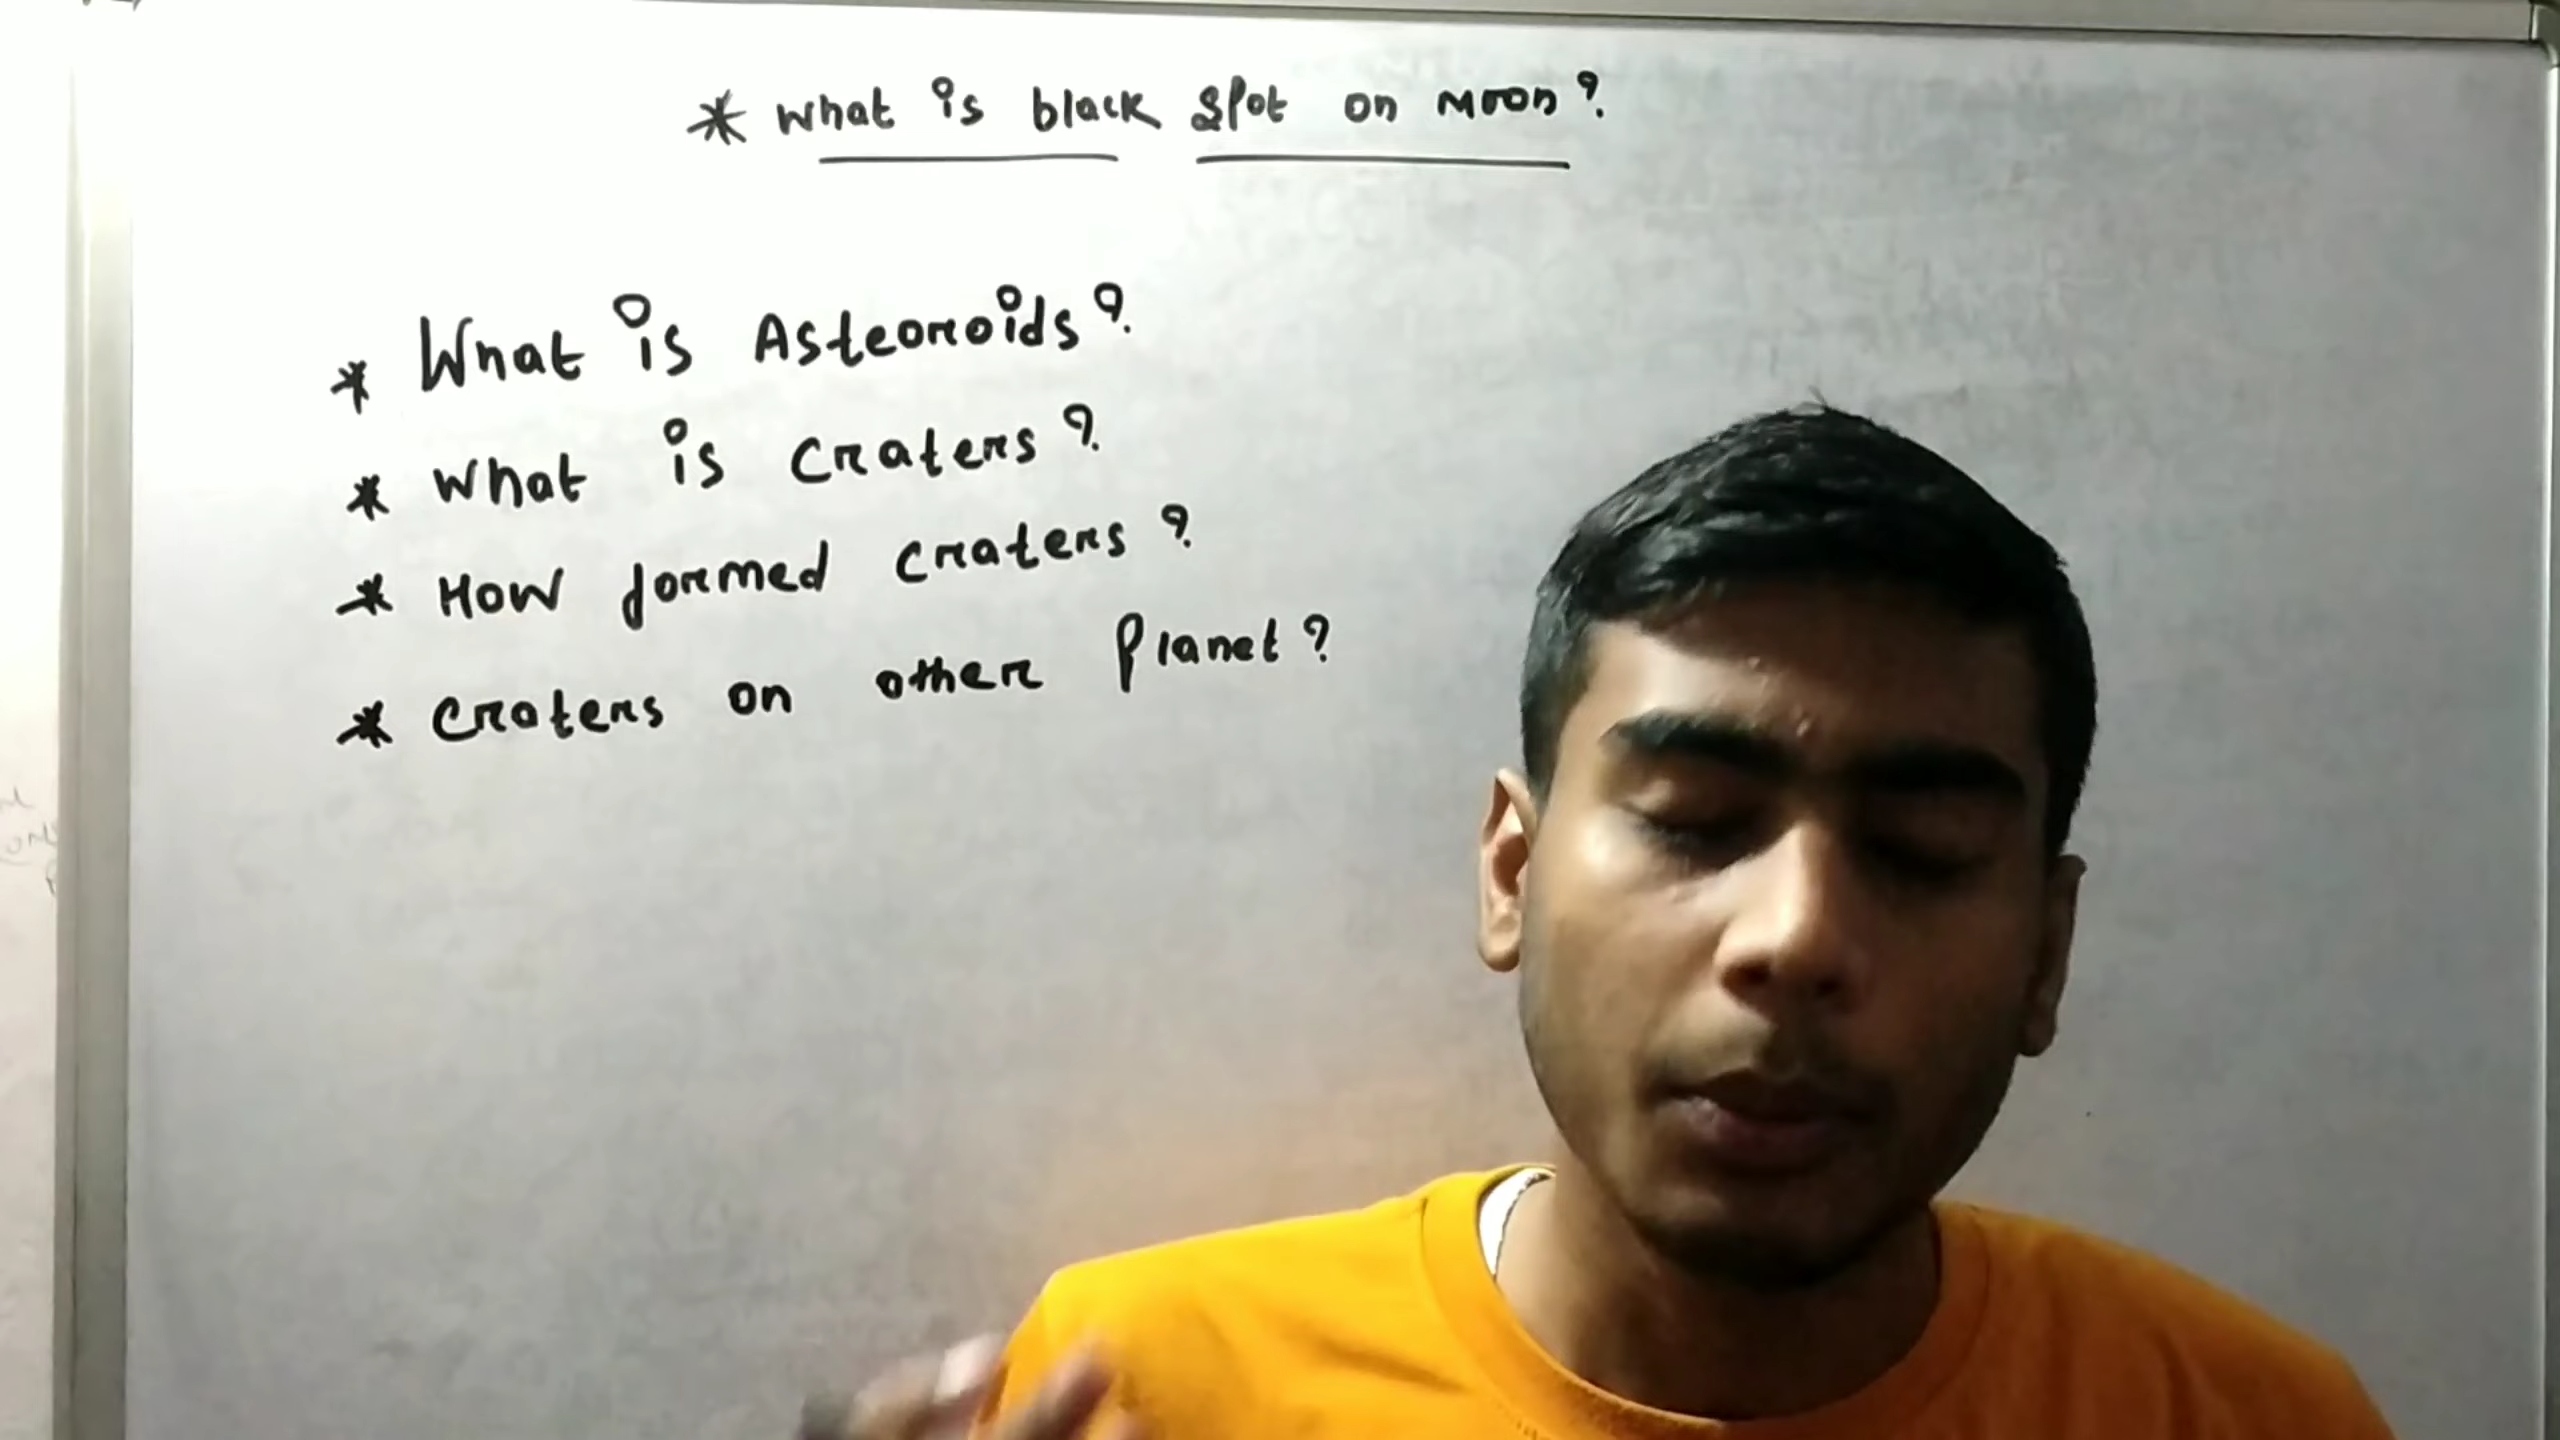 * What is black spot on Moon?
* What is Asteoroids?
* What is craters?
* How formed craters?
* craters on other Planet?